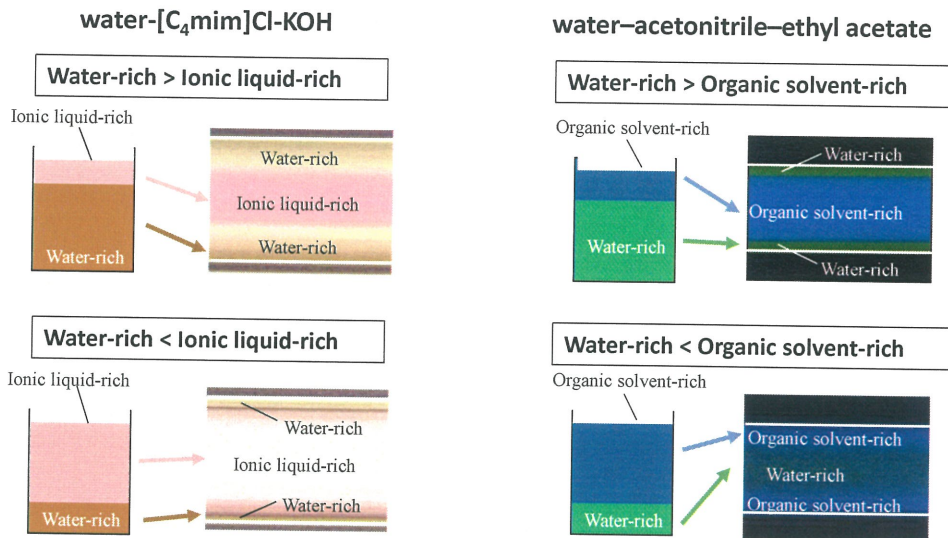 water-[C₄mim]Cl-KOH
Water-rich > Ionic liquid-rich
Ionic liquid-rich
Water-rich
Water-rich
Ionic liquid-rich
Water-rich
Water-rich < Ionic liquid-rich
Ionic liquid-rich
Water-rich
Water-rich
Ionic liquid-rich
Water-rich
water–acetonitrile–ethyl acetate
Water-rich > Organic solvent-rich
Organic solvent-rich
Water-rich
Water-rich
Organic solvent-rich
Water-rich
Water-rich < Organic solvent-rich
Organic solvent-rich
Water-rich
Organic solvent-rich
Water-rich
Organic solvent-rich